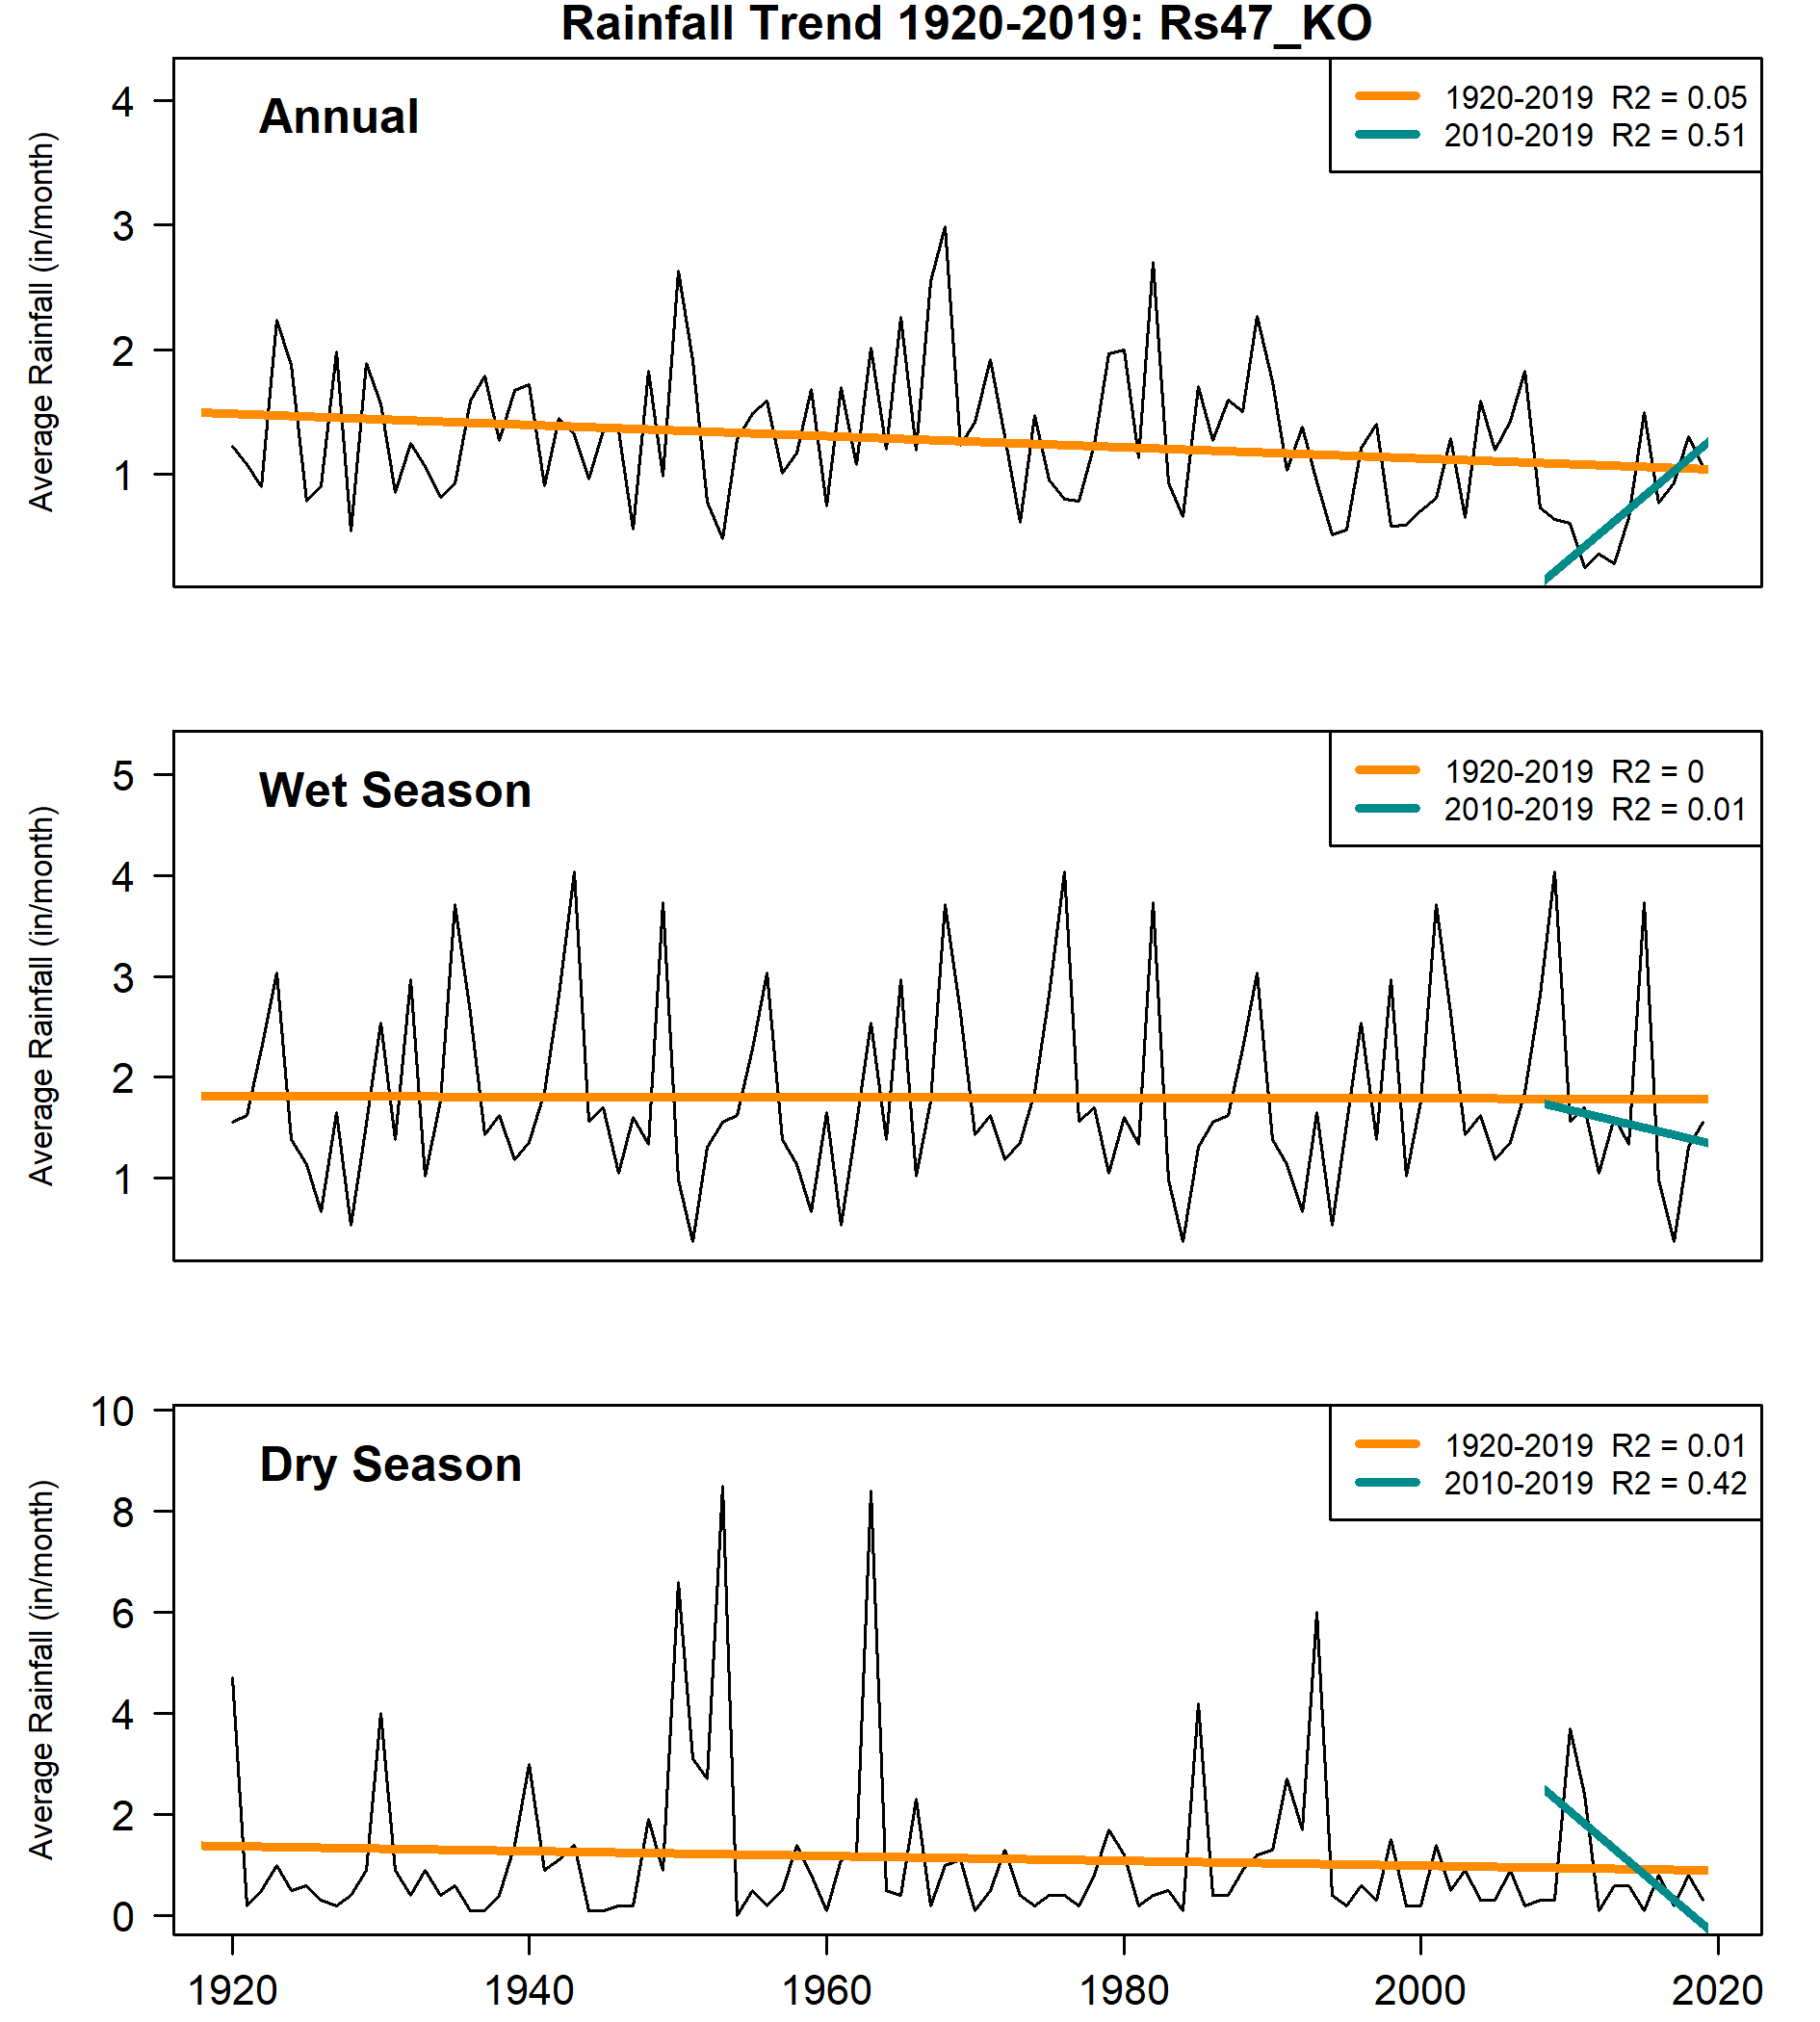 Rainfall Trend 1920-2019: Rs47_KO
Annual
1920-2019 R2 = 0.05
2010-2019 R2 = 0.51
Average Rainfall (in/month)
4
3
2
1
Wet Season
1920-2019 R2 = 0
2010-2019 R2 = 0.01
Average Rainfall (in/month)
5
4
3
2
1
Dry Season
1920-2019 R2 = 0.01
2010-2019 R2 = 0.42
Average Rainfall (in/month)
10
8
6
4
2
0
1920 1940 1960 1980 2000 2020